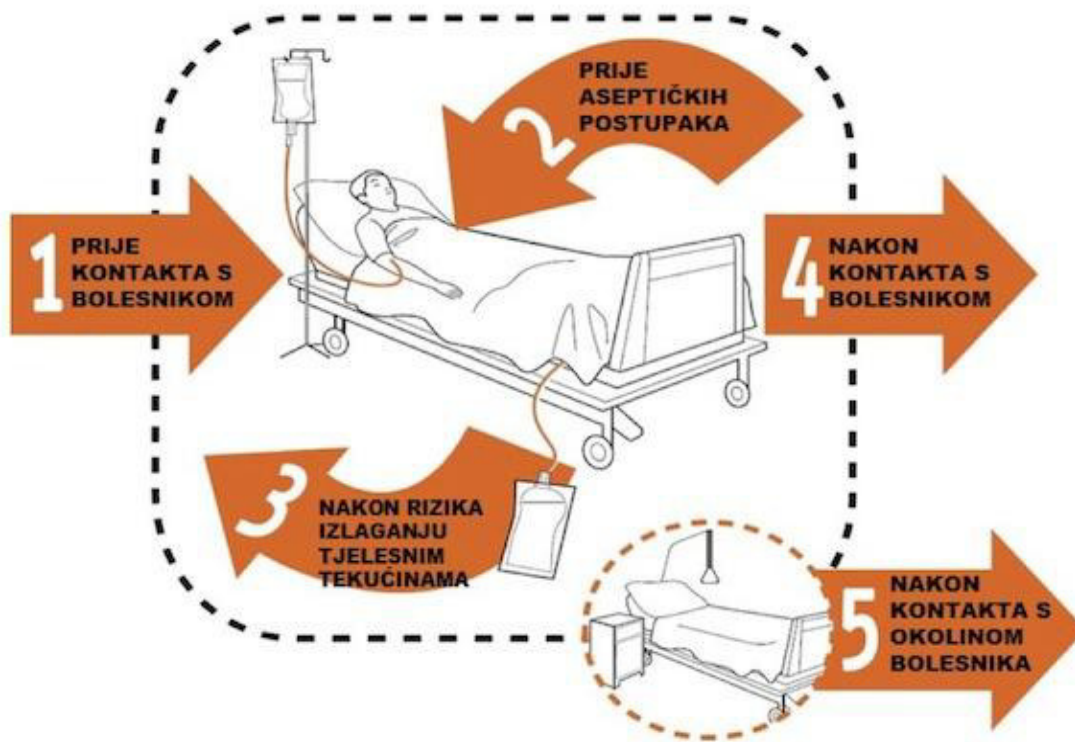 1
PRIJE
KONTAKTA S
BOLESNIKOM
2
PRIJE
ASEPTIČKIH
POSTUPAKA
3
NAKON RIZIKA
IZLAGANJU
TJELESNIM
TEKUĆINAMA
4
NAKON
KONTAKTA S
BOLESNIKOM
5
NAKON
KONTAKTA S
OKOLINOM
BOLESNIKA